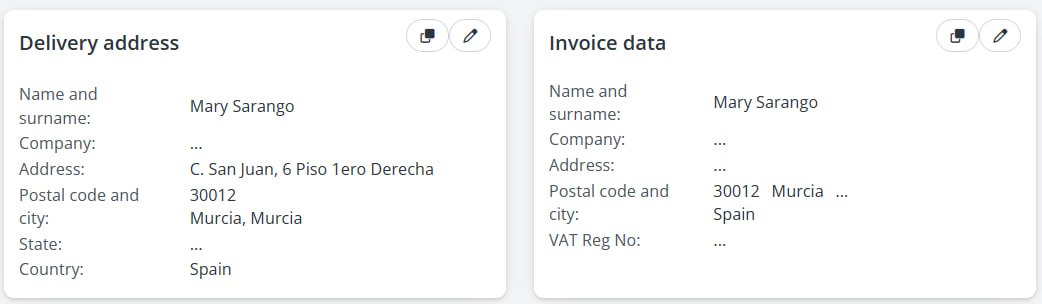 Delivery address
Name and
surname:
Mary Sarango
Company:
...
Address:
C. San Juan, 6 Piso 1ero Derecha
Postal code and
city:
30012
Murcia, Murcia
State:
...
Country:
Spain
Invoice data
Name and
surname:
Mary Sarango
Company:
...
Address:
...
Postal code and
city:
30012 Murcia ...
Spain
VAT Reg No:
...